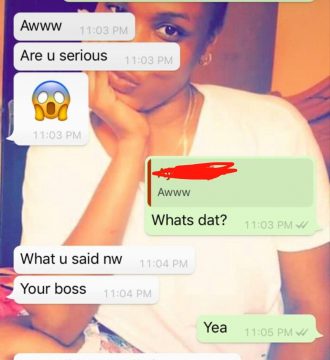 Awww 11:03 PM
Are u serious 11:03 PM
11:03 PM
Awww
Whats dat? 11:03 PM
What u said nw 11:04 PM
Your boss 11:04 PM
Yea 11:05 PM